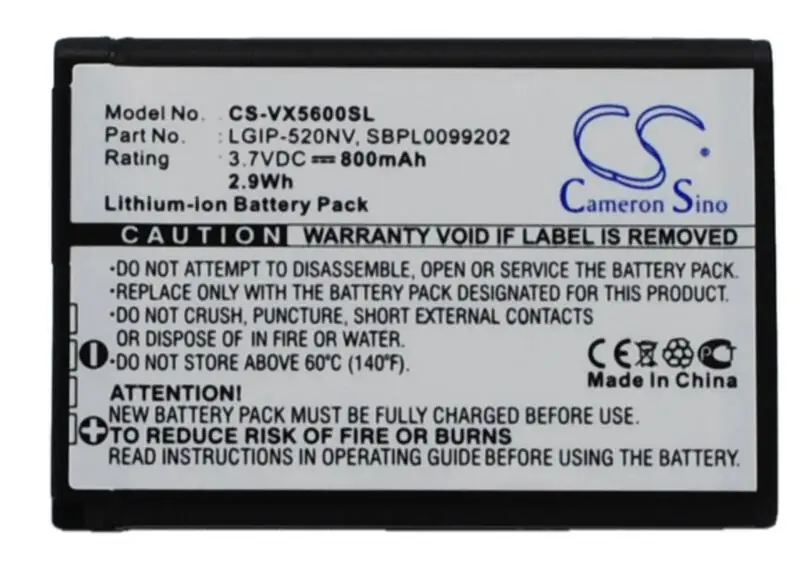 Model No. CS-VX5600SL
Part No. LGIP-520NV, SBPL0099202
Rating 3.7VDC 800mAh
2.9Wh
Lithium-ion Battery Pack
CS
Cameron Sino
CAUTION WARRANTY VOID IF LABEL IS REMOVED
·DO NOT ATTEMPT TO DISASSEMBLE, OPEN OR SERVICE THE BATTERY PACK.
·REPLACE ONLY WITH THE BATTERY PACK DESIGNATED FOR THIS PRODUCT.
·DO NOT CRUSH, PUNCTURE, SHORT EXTERNAL CONTACTS
OR DISPOSE OF IN FIRE OR WATER.
·DO NOT STORE ABOVE 60°C (140°F).
CE PC
Made In China
ATTENTION!
NEW BATTERY PACK MUST BE FULLY CHARGED BEFORE USE.
TO REDUCE RISK OF FIRE OR BURNS
READ INSTRUCTIONS IN OPERATING GUIDE BEFORE USING THE BATTERY.